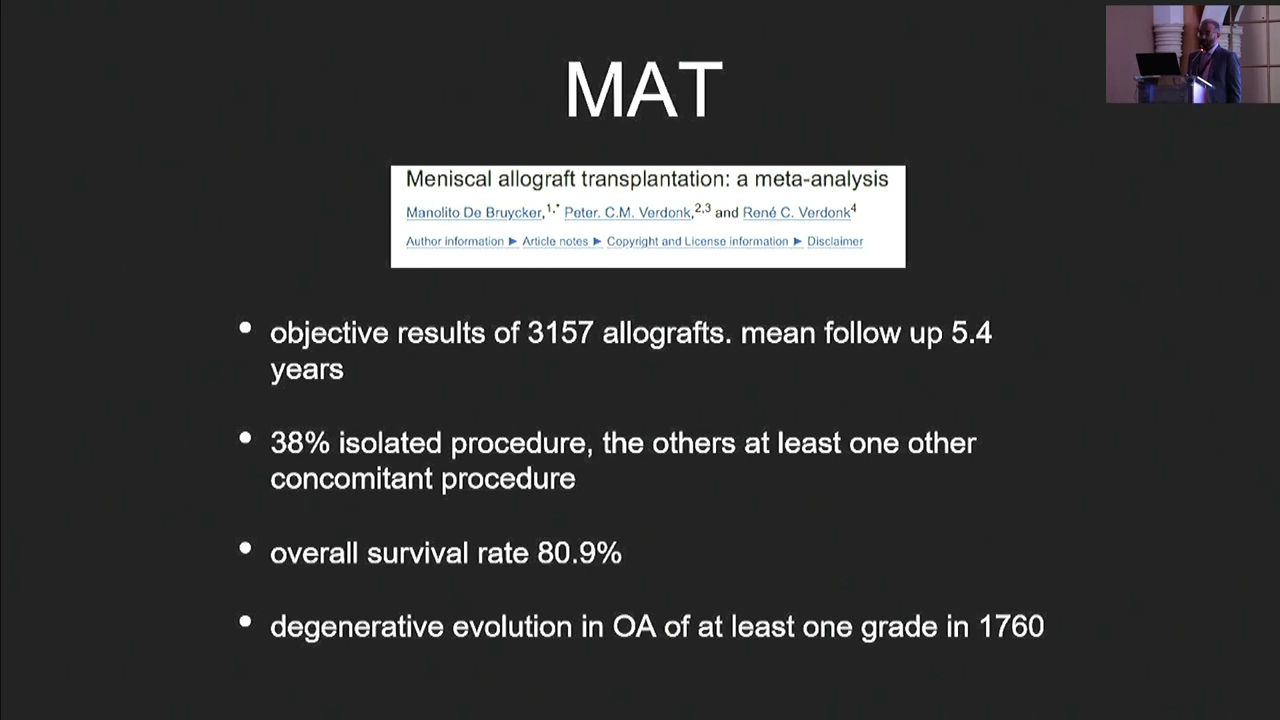 MAT
Meniscal allograft transplantation: a meta-analysis
Manolito De Bruycker,1,* Peter. C.M. Verdonk,2,3 and René C. Verdonk4
Author information ▶ Article notes ▶ Copyright and License information ▶ Disclaimer
• objective results of 3157 allografts. mean follow up 5.4
years
• 38% isolated procedure, the others at least one other
concomitant procedure
• overall survival rate 80.9%
• degenerative evolution in OA of at least one grade in 1760